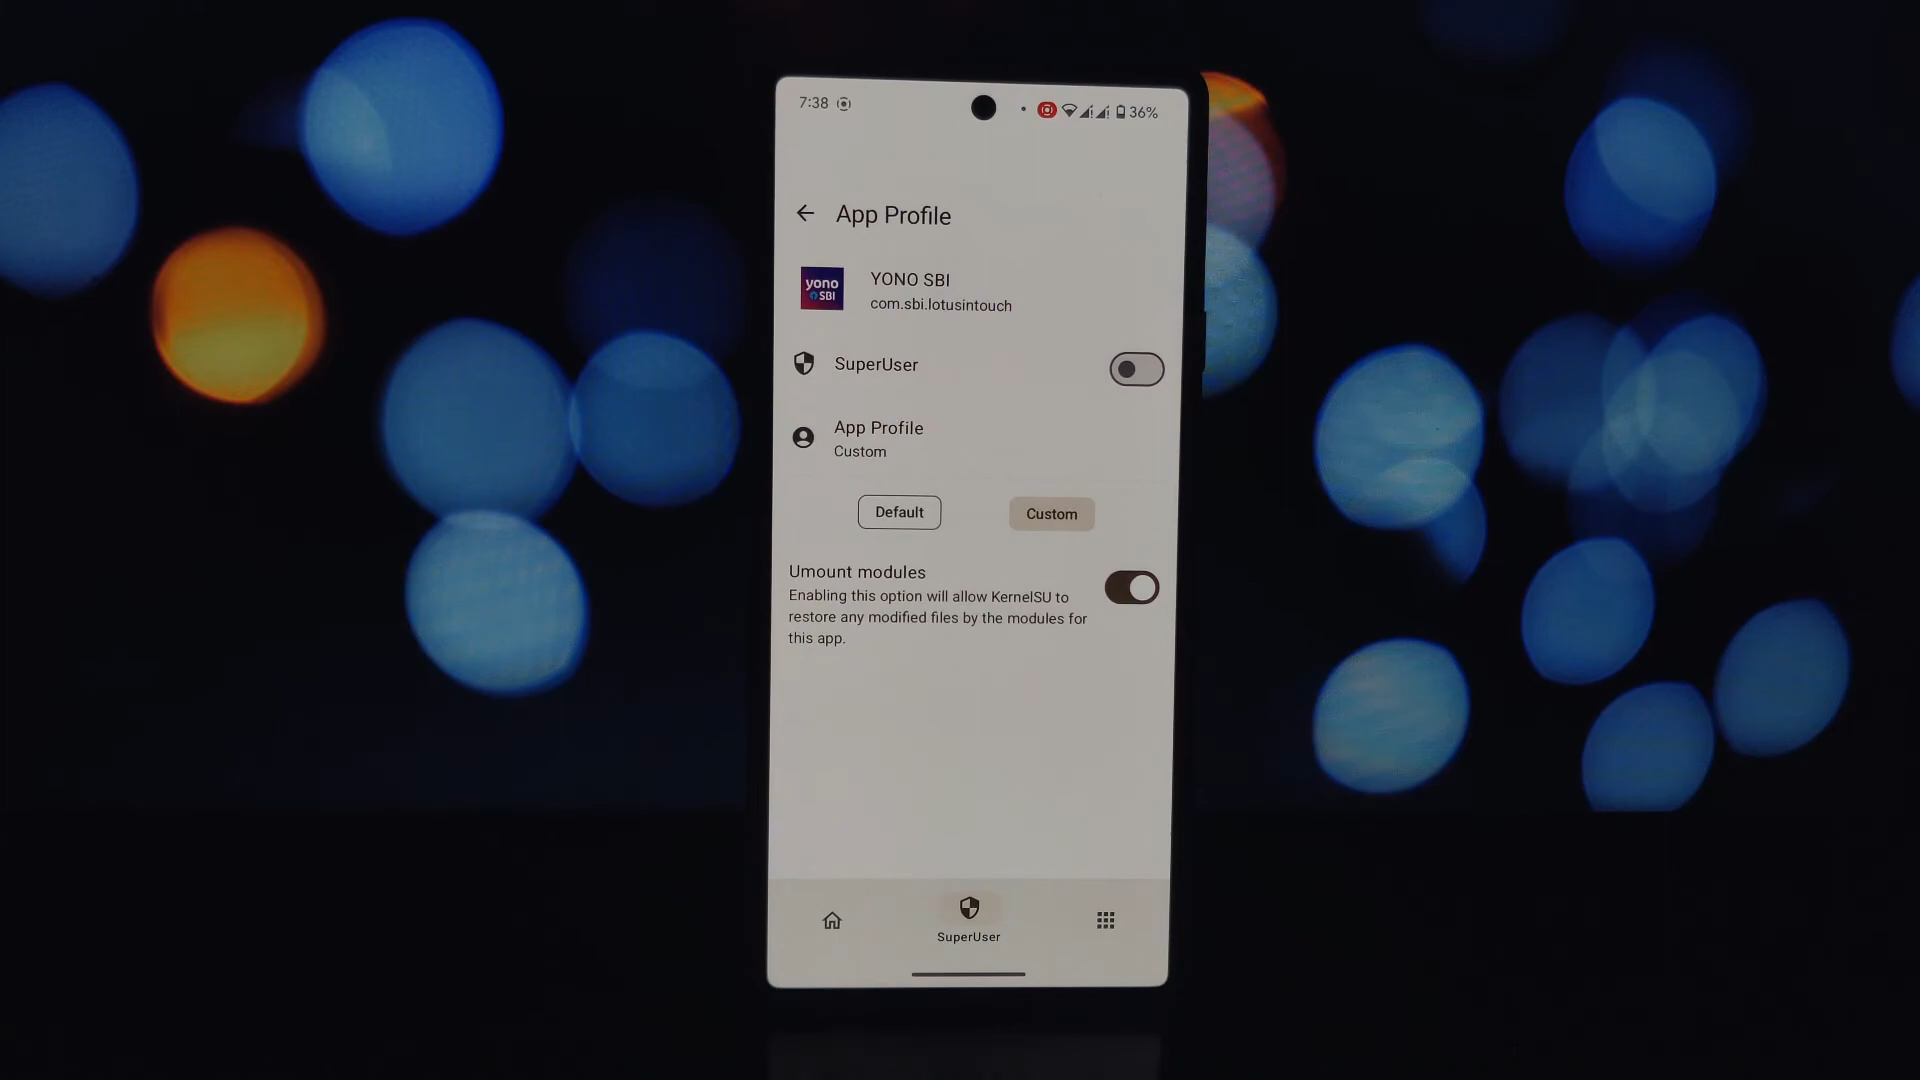 7:38
36%
App Profile
yono
SBI
YONO SBI
com.sbi.lotusintouch
SuperUser
App Profile
Custom
Default
Custom
Umount modules
Enabling this option will allow KernelSU to
restore any modified files by the modules for
this app.
SuperUser